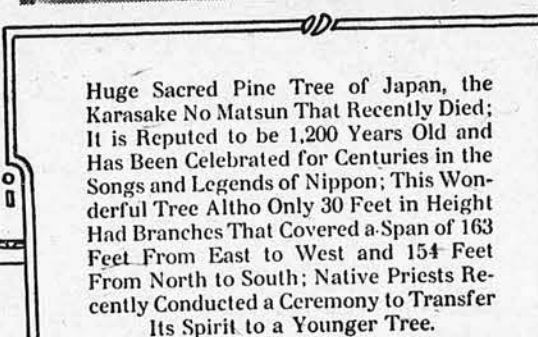 Huge Sacred Pine Tree of Japan, the
Karasake No Matsun That Recently Died;
It is Reputed to be 1,200 Years Old and
Has Been Celebrated for Centuries in the
Songs and Legends of Nippon; This Won-
derful Tree Altho Only 30 Feet in Height
Had Branches That Covered a Span of 163
Feet From East to West and 154 Feet
From North to South; Native Priests Re-
cently Conducted a Ceremony to Transfer
Its Spirit to a Younger Tree.